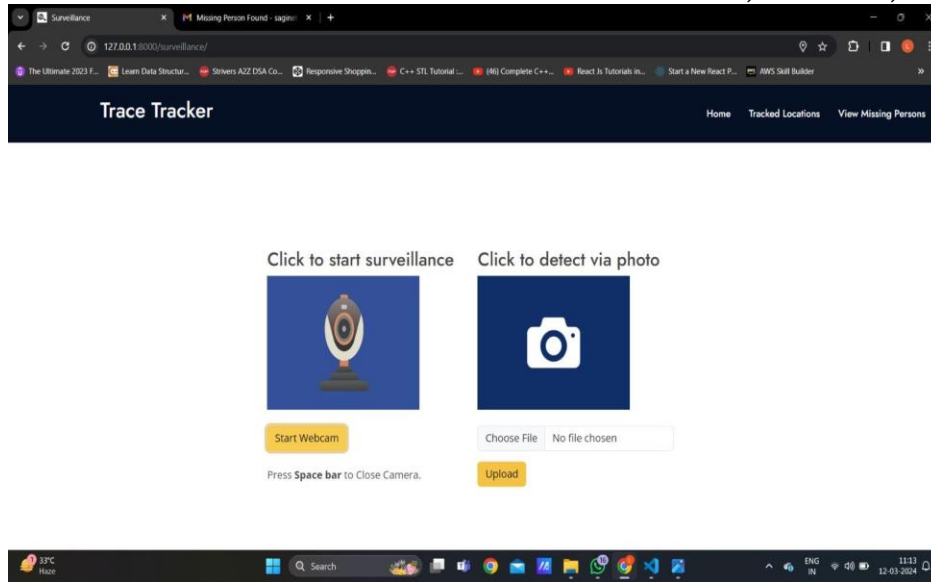 Surveillance
Missing Person Found - sagine
127.0.0.1:8000/surveillance/
The Ultimate 2023 F...
Learn Data Structur...
Strivers A2Z DSA Co...
Responsive Shoppin...
C++ STL Tutorial :...
(46) Complete C++...
React Js Tutorials in...
Start a New React P...
AWS Skill Builder
Trace Tracker
Home
Tracked Locations
View Missing Persons
Click to start surveillance
Click to detect via photo
Start Webcam
Choose File No file chosen
Press Space bar to Close Camera.
Upload
33°C
Haze
Search
ENG
IN
11:13
12-03-2024